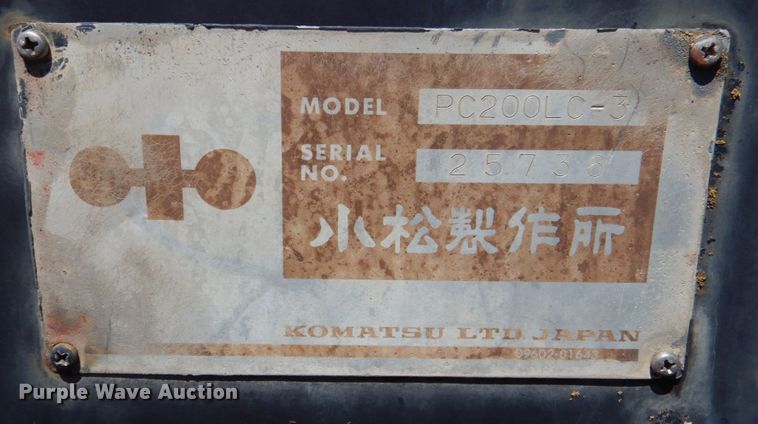 MODEL PC200LC-3
SERIAL NO. 25736
小松製作所
KOMATSU LTD. JAPAN
Purple Wave Auction